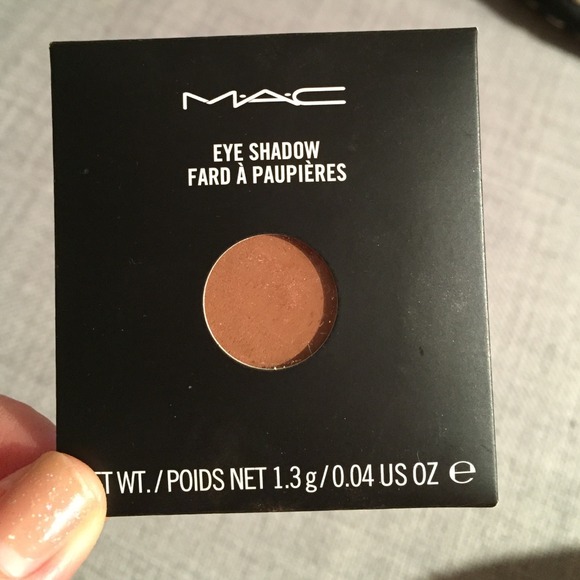 M·A·C
EYE SHADOW
FARD À PAUPIÈRES
WT./POIDS NET 1.3 g/0.04 US OZ ℮